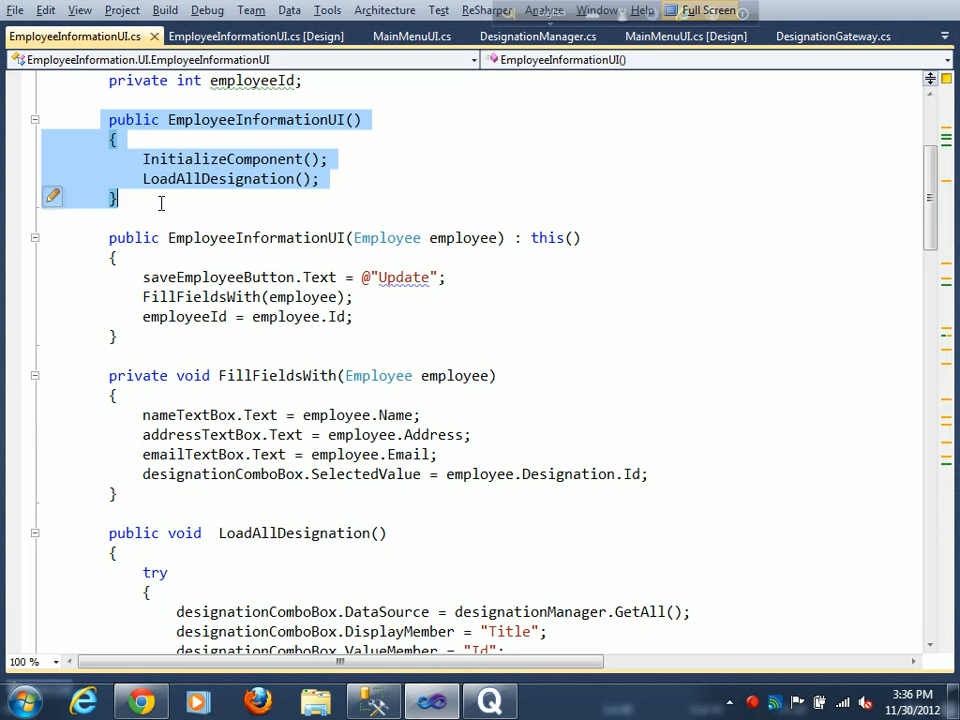 File Edit View Project Build Debug Team Data Tools Architecture Test ReSharper Analyze Window Help Full Screen
EmployeeInformationUI.cs EmployeeInformationUI.cs [Design] MainMenuUI.cs DesignationManager.cs MainMenuUI.cs [Design] DesignationGateway.cs
EmployeeInformation.UI.EmployeeInformationUI EmployeeInformationUI()
private int employeeId;
public EmployeeInformationUI()
{
InitializeComponent();
LoadAllDesignation();
}
public EmployeeInformationUI(Employee employee) : this()
{
saveEmployeeButton.Text = @"Update";
FillFieldsWith(employee);
employeeId = employee.Id;
}
private void FillFieldsWith(Employee employee)
{
nameTextBox.Text = employee.Name;
addressTextBox.Text = employee.Address;
emailTextBox.Text = employee.Email;
designationComboBox.SelectedValue = employee.Designation.Id;
}
public void LoadAllDesignation()
{
try
{
designationComboBox.DataSource = designationManager.GetAll();
designationComboBox.DisplayMember = "Title";
designationComboBox.ValueMember = "Id";
100 %
3:36 PM
11/30/2012